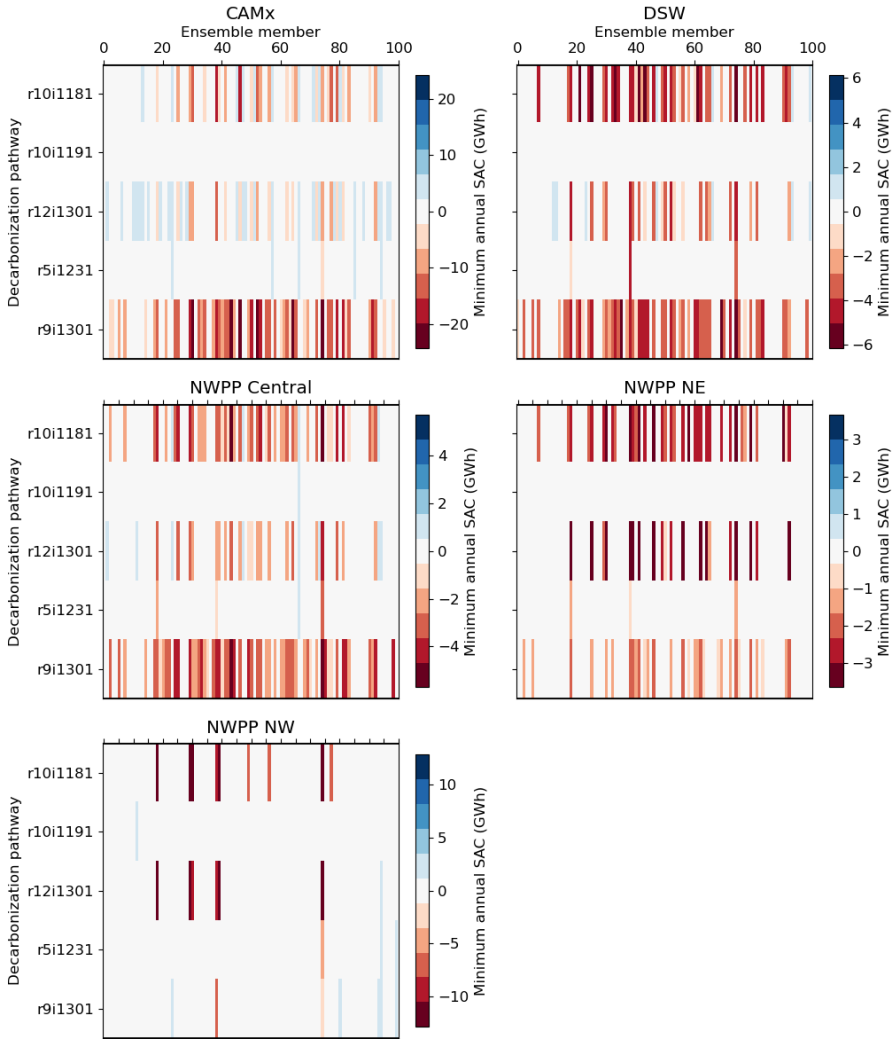 CAMx
Ensemble member
0 20 40 60 80 100
Decarbonization pathway
r10i1181
r10i1191
r12i1301
r5i1231
r9i1301
20
10
0
−10
−20
Minimum annual SAC (GWh)
DSW
Ensemble member
0 20 40 60 80 100
6
4
2
0
−2
−4
−6
Minimum annual SAC (GWh)
NWPP Central
Decarbonization pathway
r10i1181
r10i1191
r12i1301
r5i1231
r9i1301
4
2
0
−2
−4
Minimum annual SAC (GWh)
NWPP NE
3
2
1
0
−1
−2
−3
Minimum annual SAC (GWh)
NWPP NW
Decarbonization pathway
r10i1181
r10i1191
r12i1301
r5i1231
r9i1301
10
5
0
−5
−10
Minimum annual SAC (GWh)